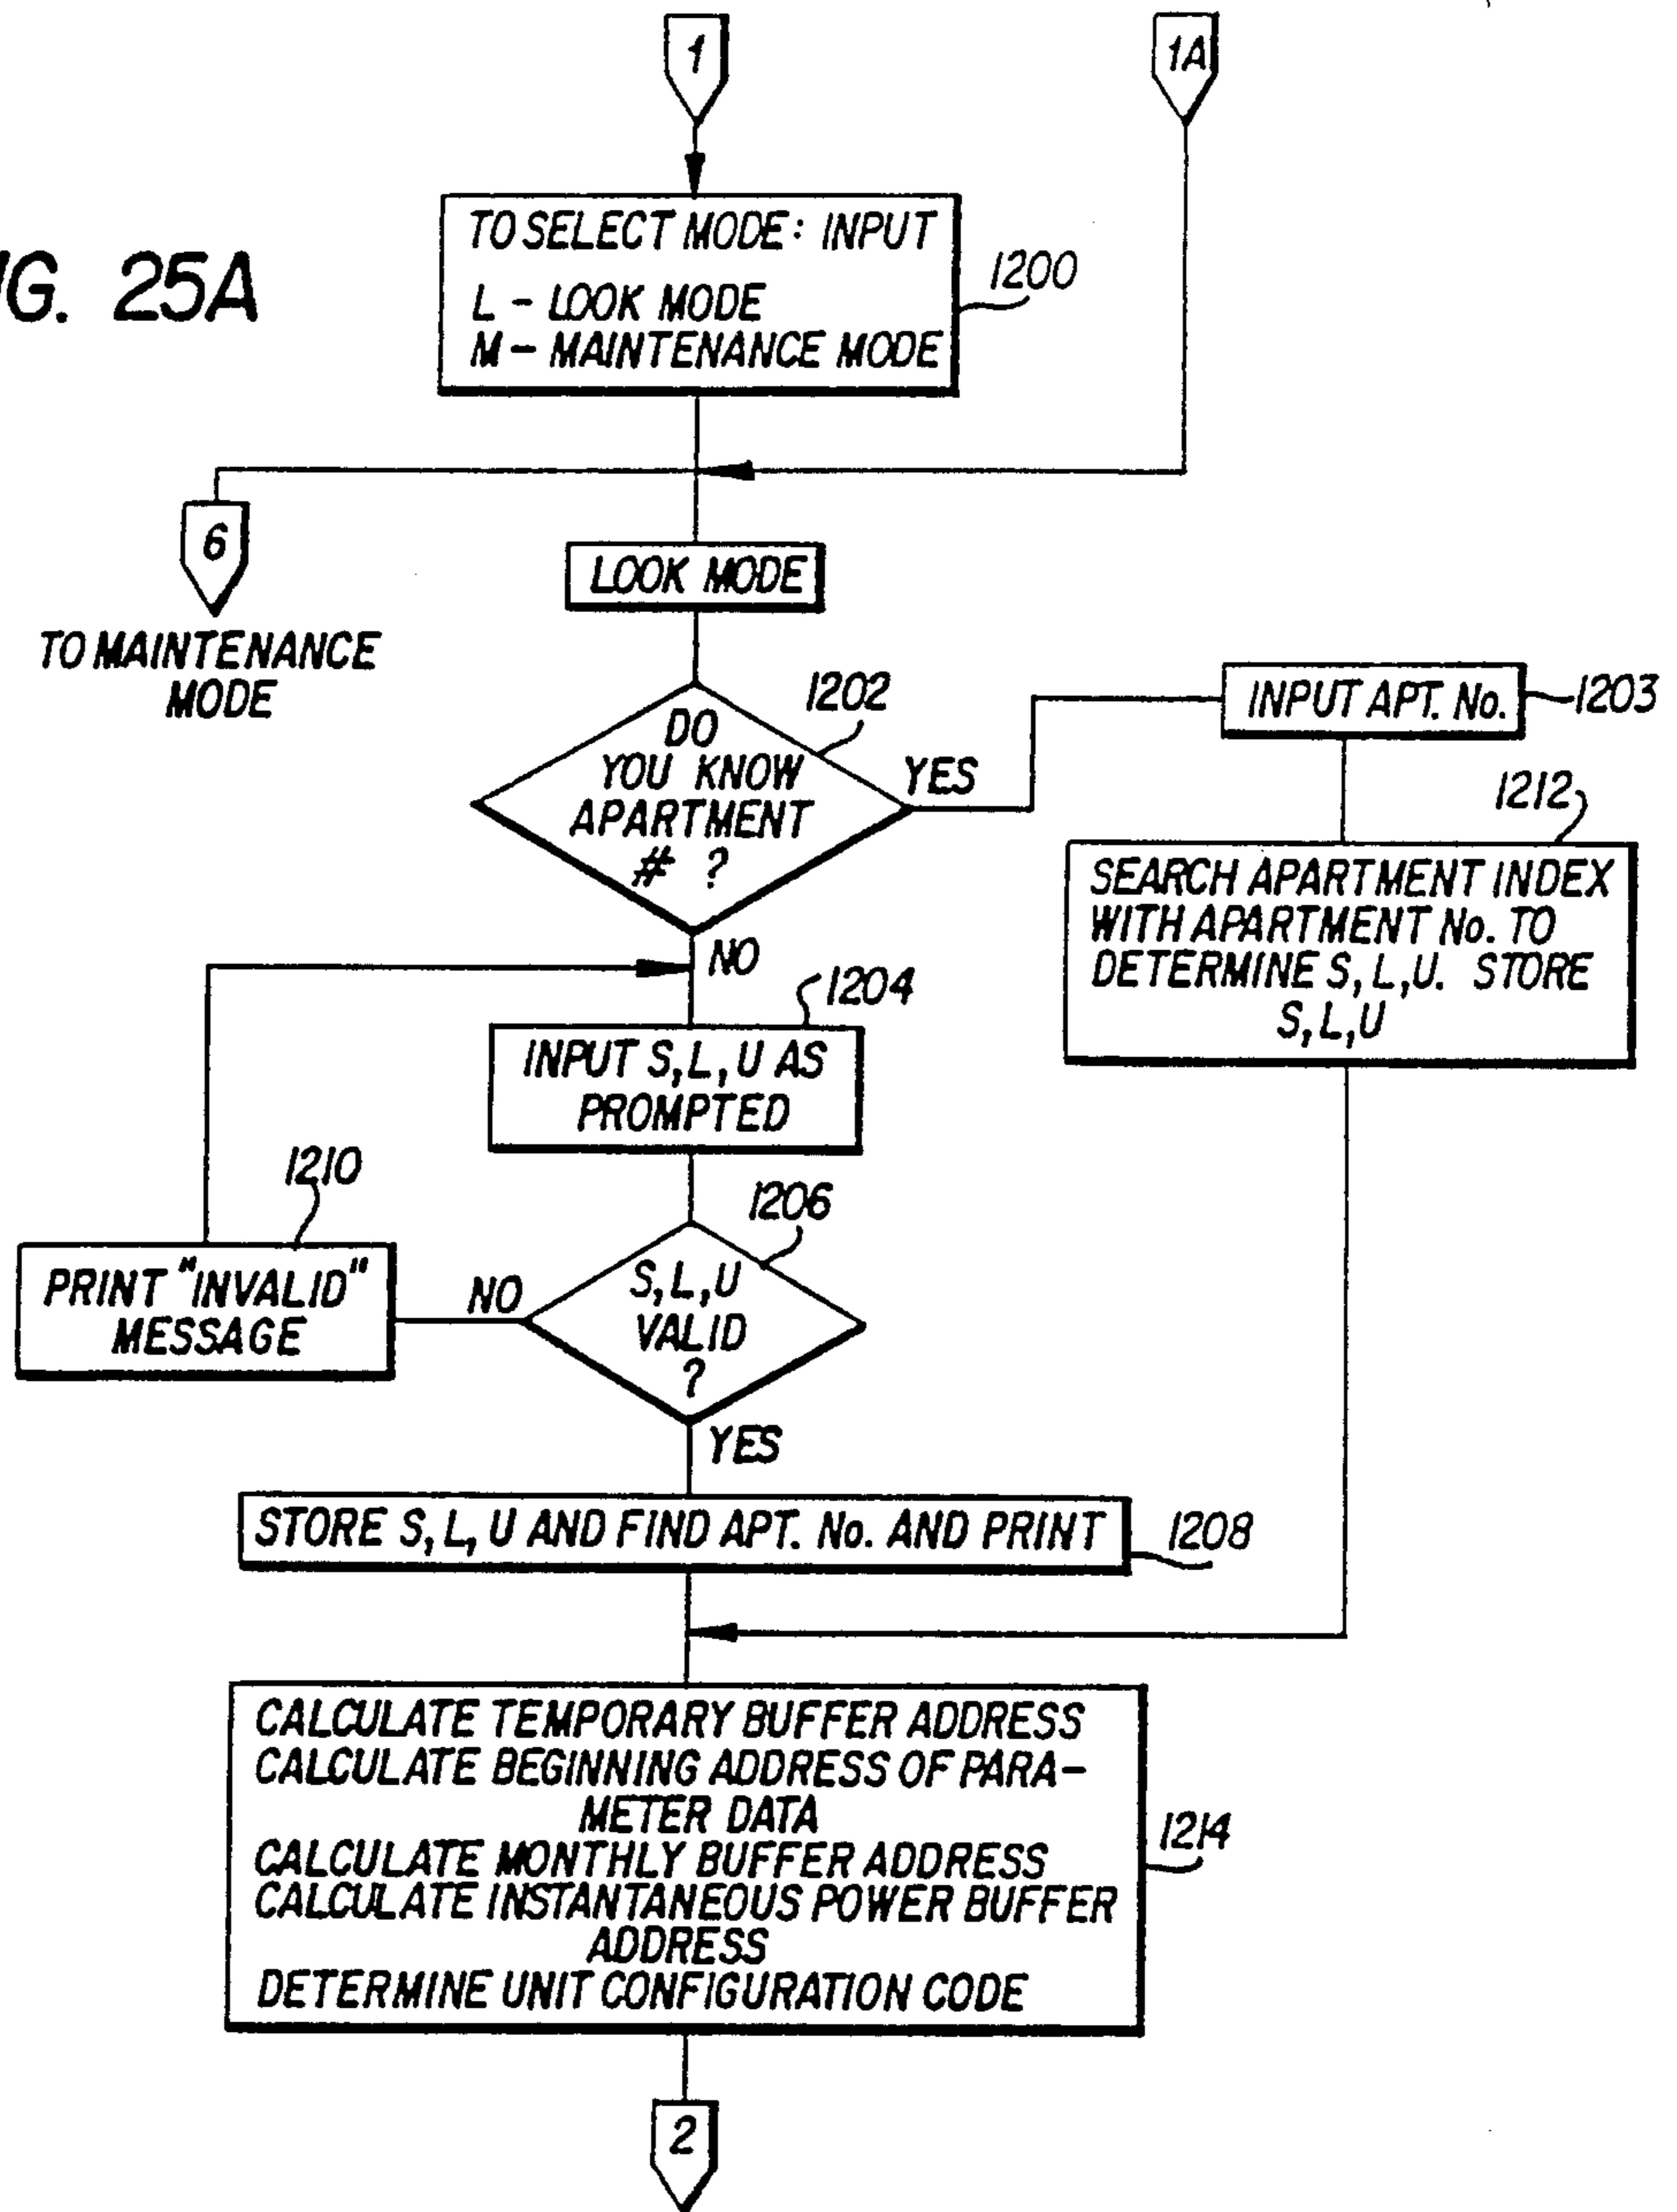 1
1A
TO SELECT MODE: INPUT
L - LOOK MODE
M - MAINTENANCE MODE
1200
IG. 25A
6
TO MAINTENANCE
MODE
LOOK MODE
DO
YOU KNOW
APARTMENT
# ?
1202
YES
INPUT APT. No.
1203
1212
SEARCH APARTMENT INDEX
WITH APARTMENT No. TO
DETERMINE S, L, U. STORE
S, L, U
NO
1204
INPUT S, L, U AS
PROMPTED
1210
PRINT "INVALID"
MESSAGE
NO
1206
S, L, U
VALID
?
YES
STORE S, L, U AND FIND APT. No. AND PRINT
1208
CALCULATE TEMPORARY BUFFER ADDRESS
CALCULATE BEGINNING ADDRESS OF PARA-
METER DATA
CALCULATE MONTHLY BUFFER ADDRESS
CALCULATE INSTANTANEOUS POWER BUFFER
ADDRESS
DETERMINE UNIT CONFIGURATION CODE
1214
2